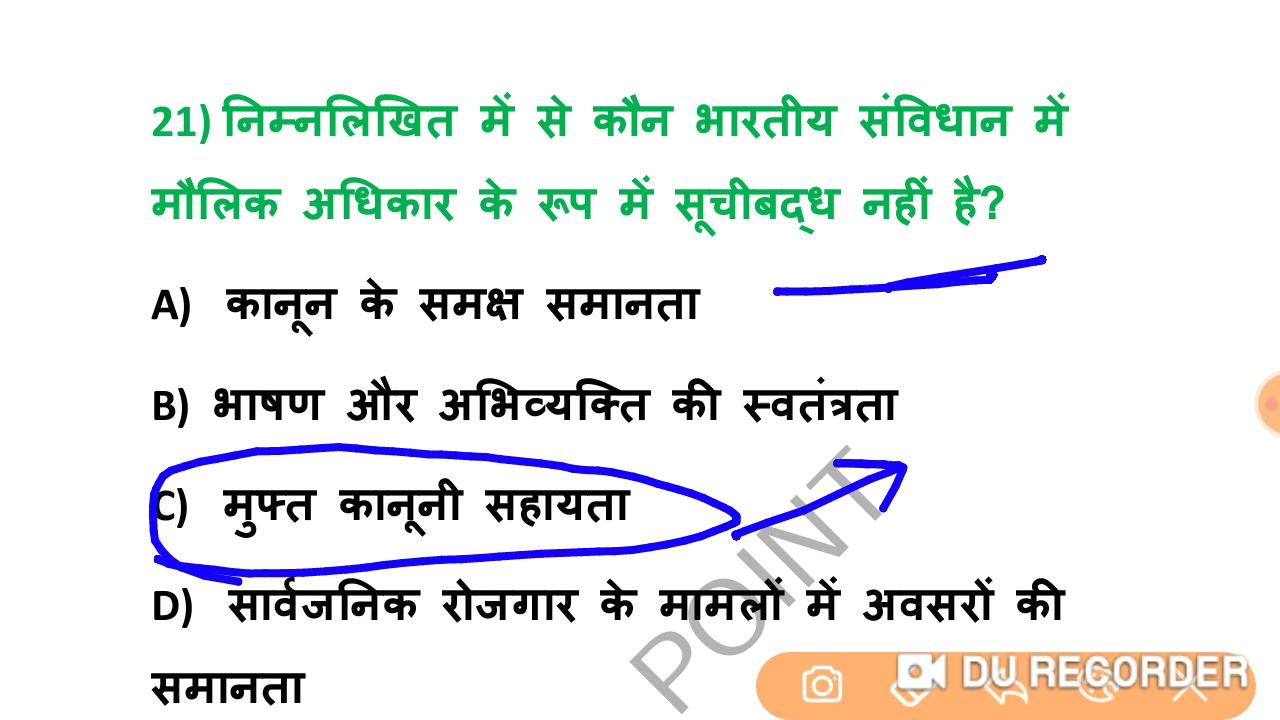 21) निम्नलिखित में से कौन भारतीय संविधान में
मौलिक अधिकार के रूप में सूचीबद्ध नहीं है?
A) कानून के समक्ष समानता
B) भाषण और अभिव्यक्ति की स्वतंत्रता
C) मुफ्त कानूनी सहायता
D) सार्वजनिक रोजगार के मामलों में अवसरों की
समानता
POINT
DU RECORDER